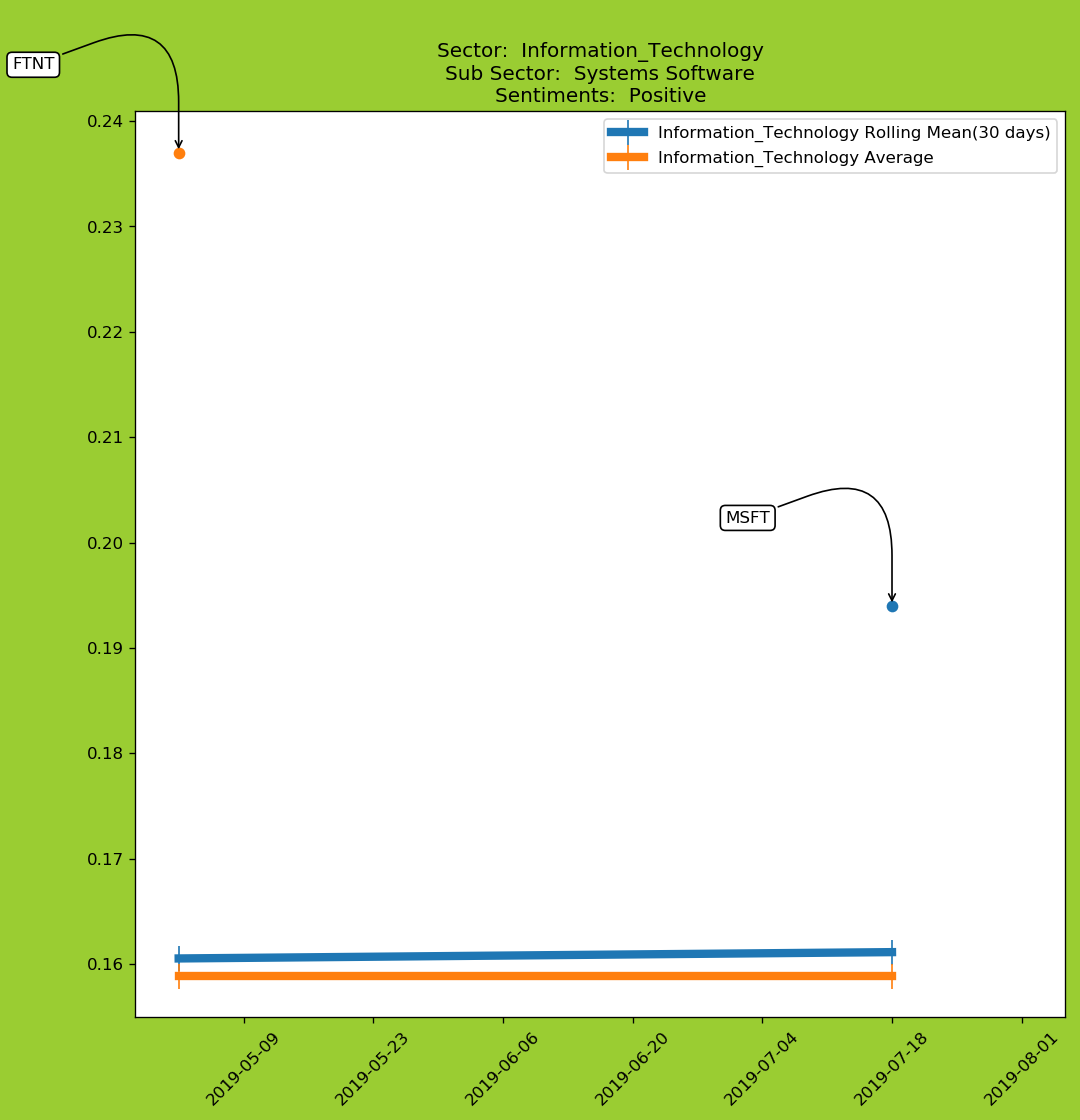 FTNT
Sector:  Information_Technology
Sub Sector:  Systems Software
Sentiments:  Positive
Information_Technology Rolling Mean(30 days)
Information_Technology Average
0.24
0.23
0.22
0.21
0.20
0.19
0.18
0.17
0.16
MSFT
2019-05-09
2019-05-23
2019-06-06
2019-06-20
2019-07-04
2019-07-18
2019-08-01